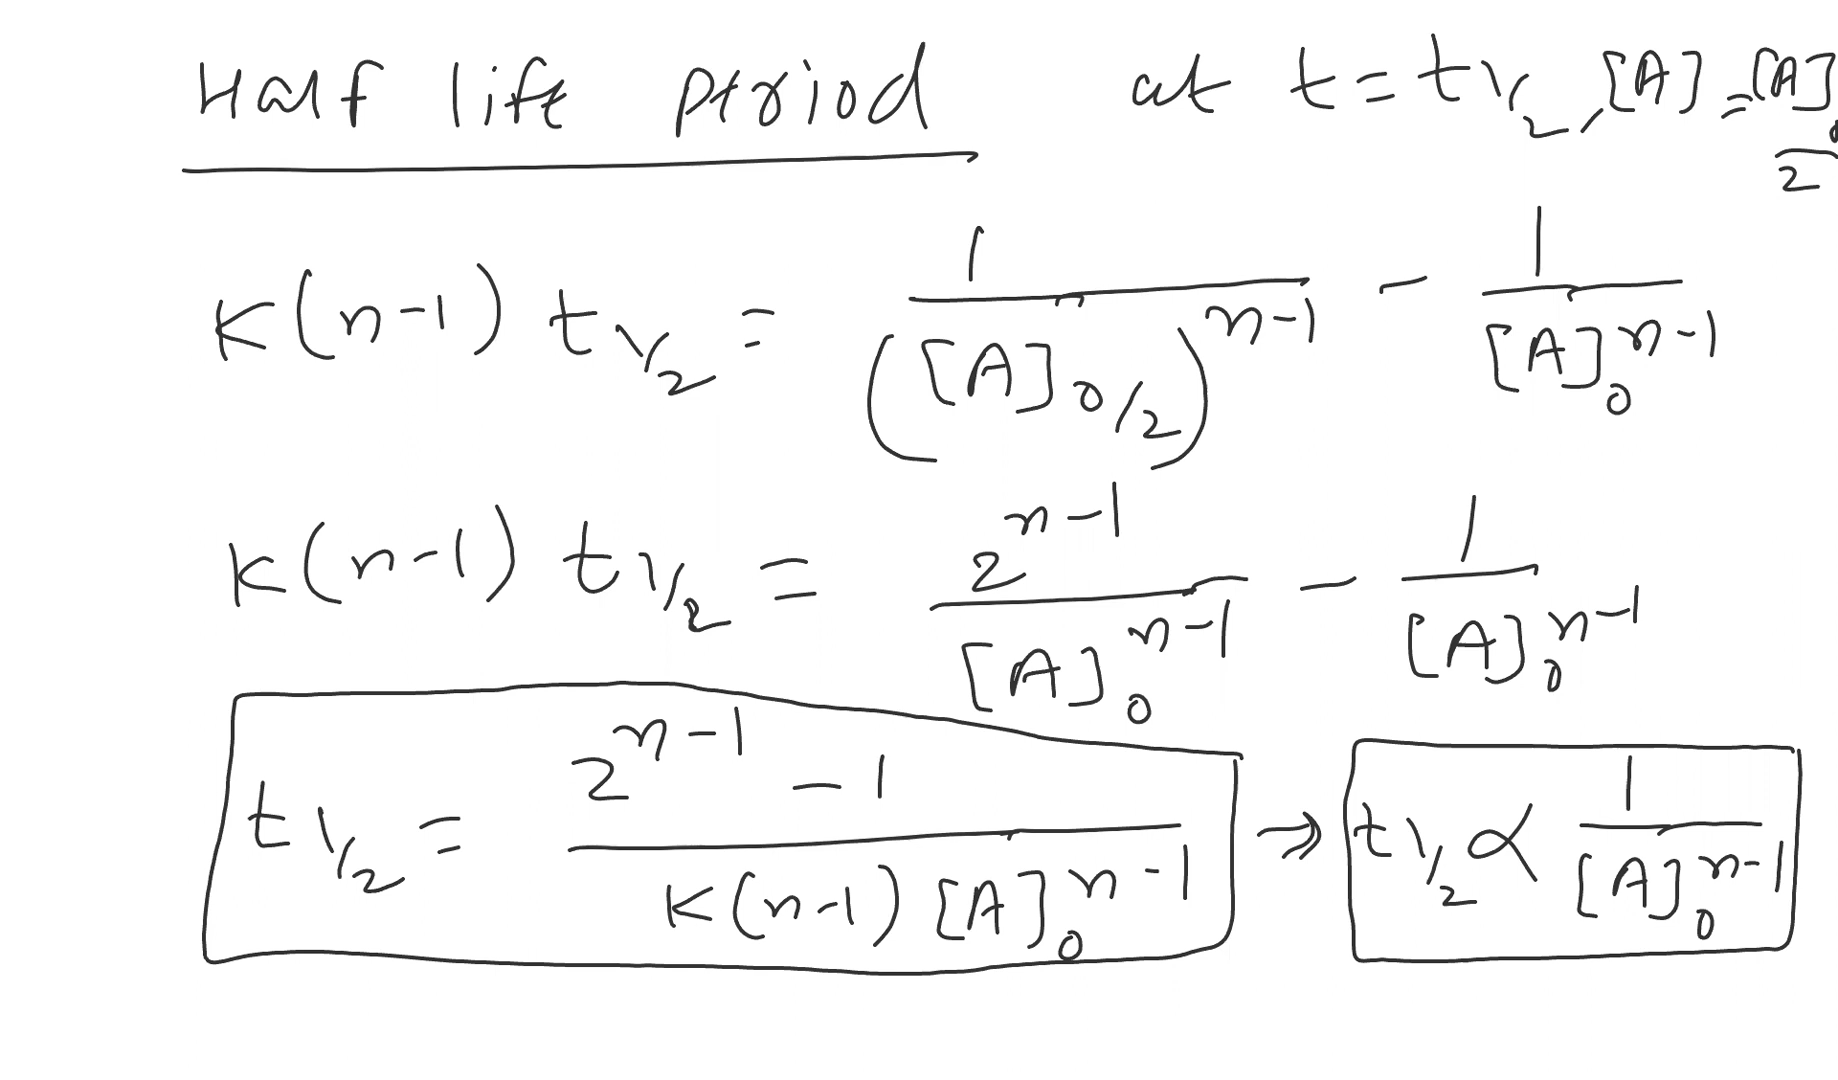 Half life period at t = t1/2, [A] = [A]0/2
K(n-1) t1/2 = 1/([A]0/2)^(n-1) - 1/[A]0^(n-1)
K(n-1) t1/2 = 2^(n-1)/[A]0^(n-1) - 1/[A]0^(n-1)
t1/2 = (2^(n-1) - 1)/(K(n-1) [A]0^(n-1)) ⇒ t1/2 ∝ 1/[A]0^(n-1)